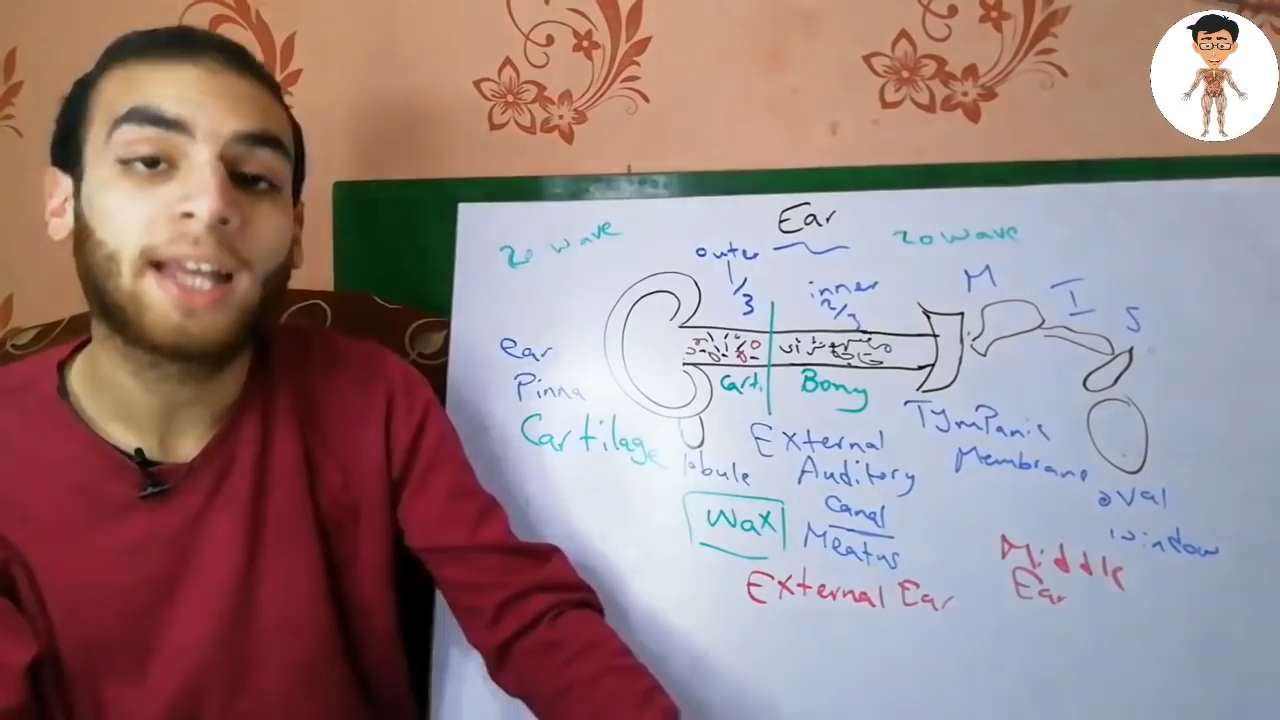 Ear
20 wave
20 wave
outer
1/3
inner
2/3
M
I
S
ear
Pinna
Cartilage
lobule
Cart.
Bony
External
Auditory
Canal
Meatus
Tympanic
Membrane
oval
window
Wax
External Ear
Middle
Ear